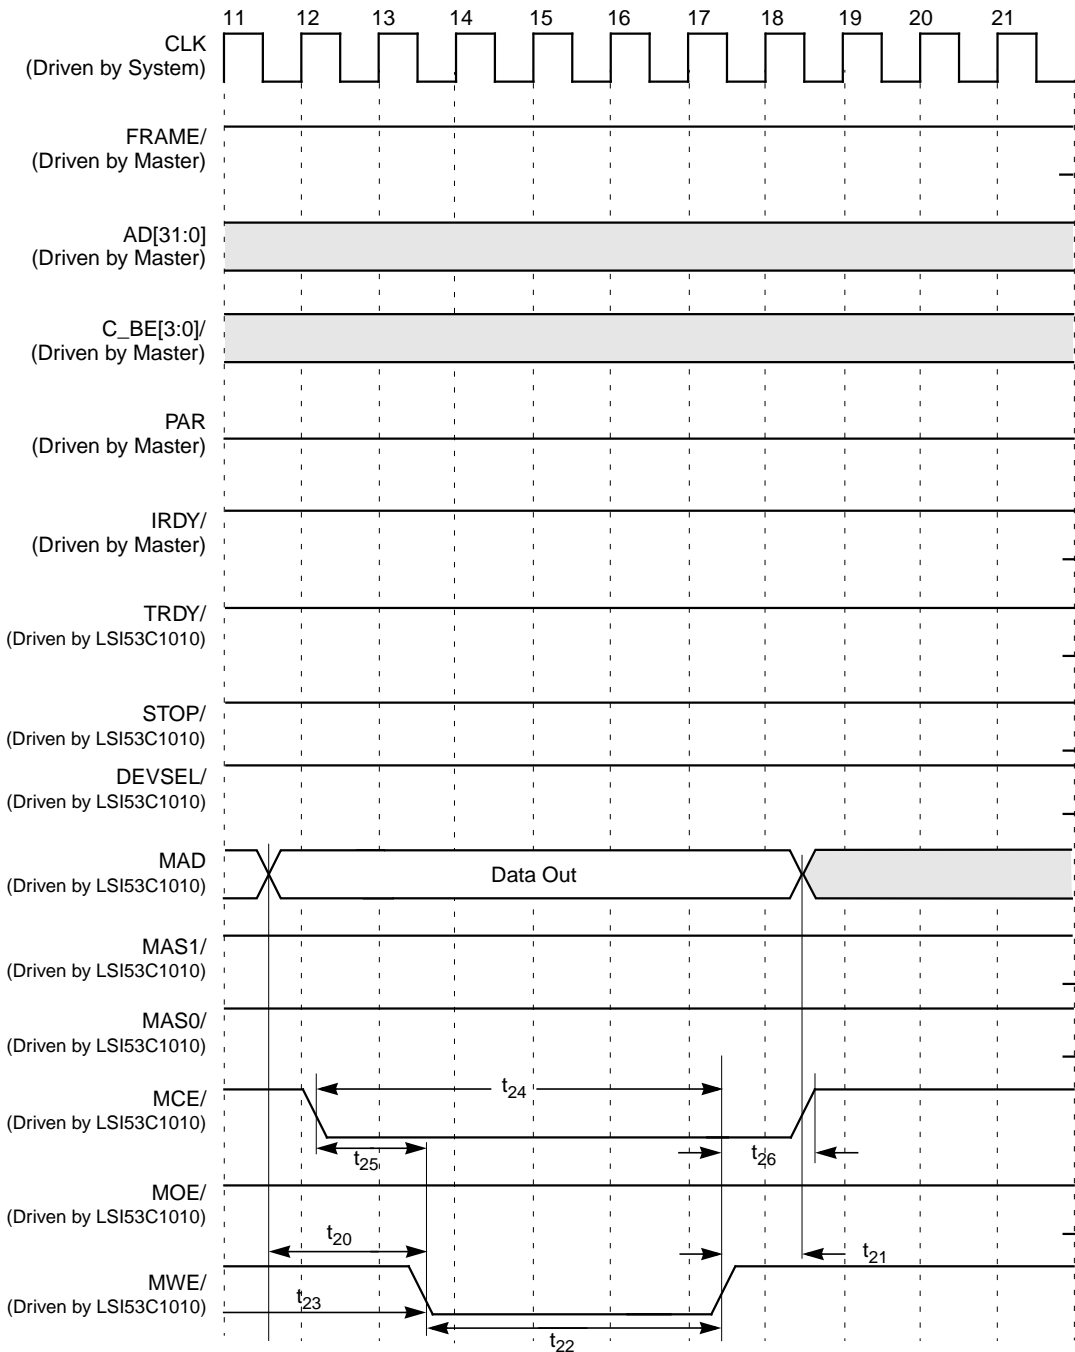 11 12 13 14 15 16 17 18 19 20 21
CLK
(Driven by System)
FRAME/
(Driven by Master)
AD[31:0]
(Driven by Master)
C_BE[3:0]/
(Driven by Master)
PAR
(Driven by Master)
IRDY/
(Driven by Master)
TRDY/
(Driven by LSI53C1010)
STOP/
(Driven by LSI53C1010)
DEVSEL/
(Driven by LSI53C1010)
MAD
(Driven by LSI53C1010)
Data Out
MAS1/
(Driven by LSI53C1010)
MAS0/
(Driven by LSI53C1010)
t24
MCE/
(Driven by LSI53C1010)
t25 t26
MOE/
(Driven by LSI53C1010)
t20 t21
MWE/
(Driven by LSI53C1010)
t23
t22